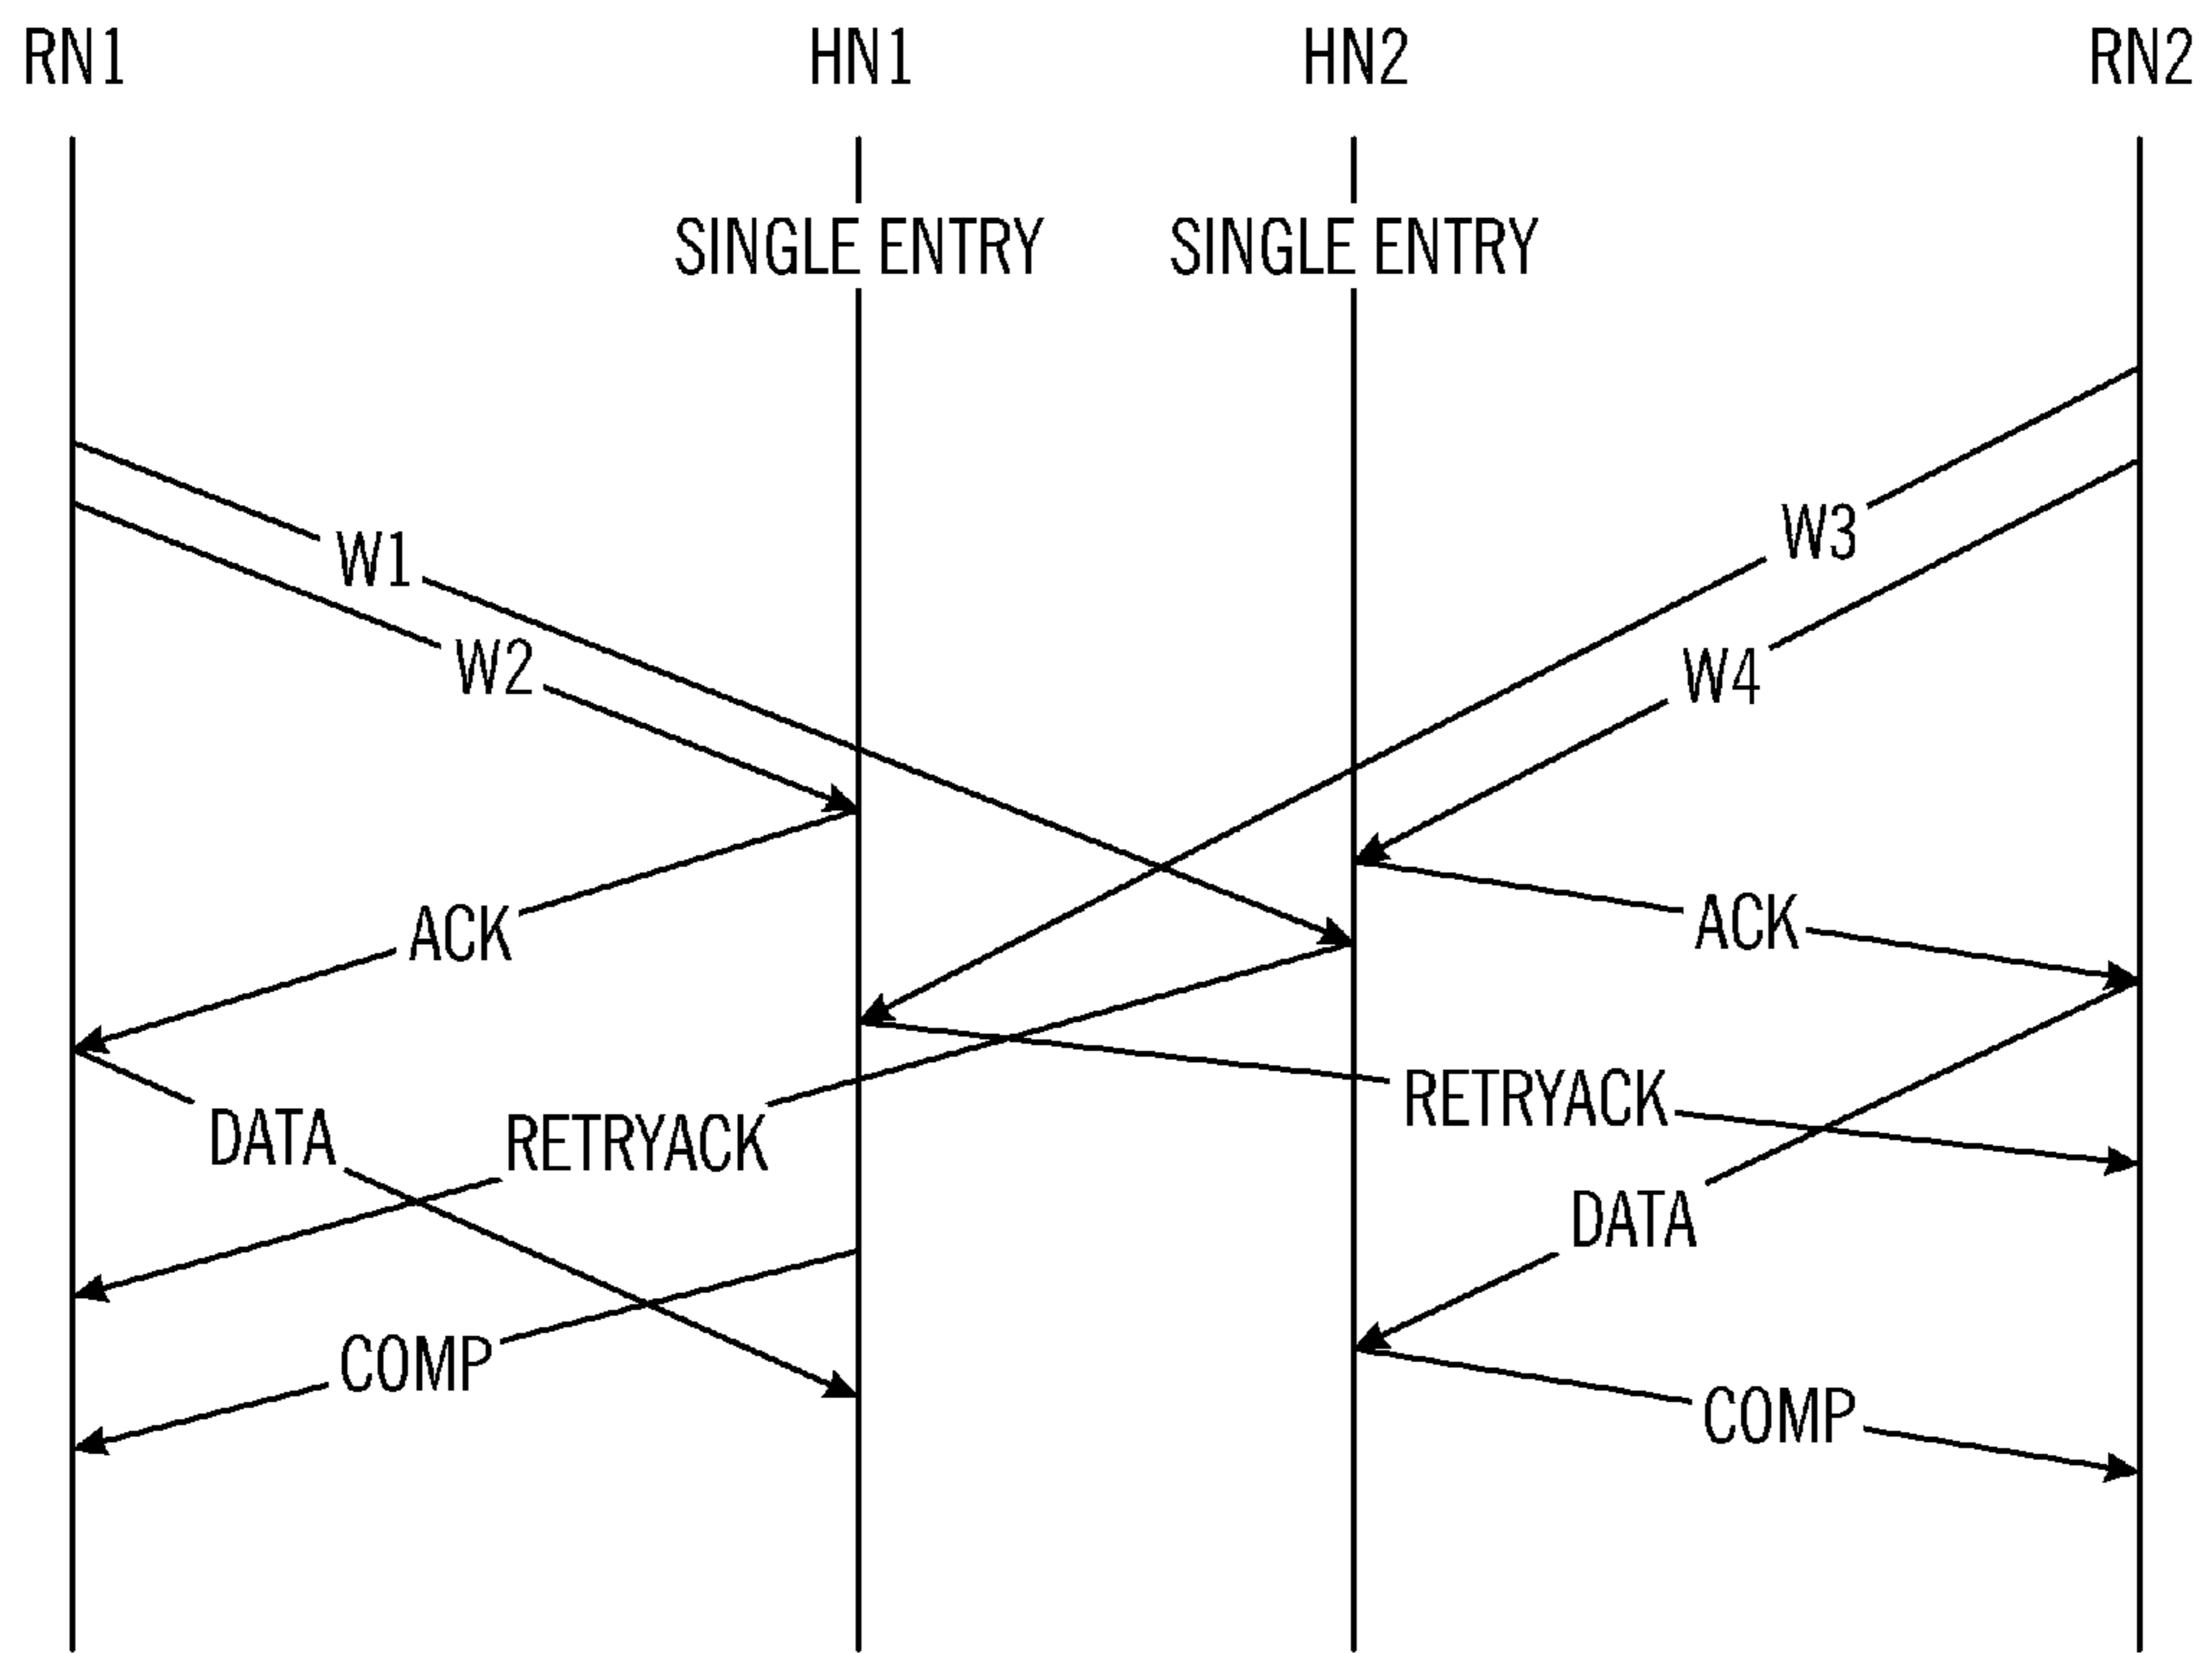 RN1
HN1
HN2
RN2
SINGLE ENTRY
SINGLE ENTRY
W1
W3
W2
W4
ACK
ACK
DATA
RETRYACK
RETRYACK
DATA
COMP
COMP